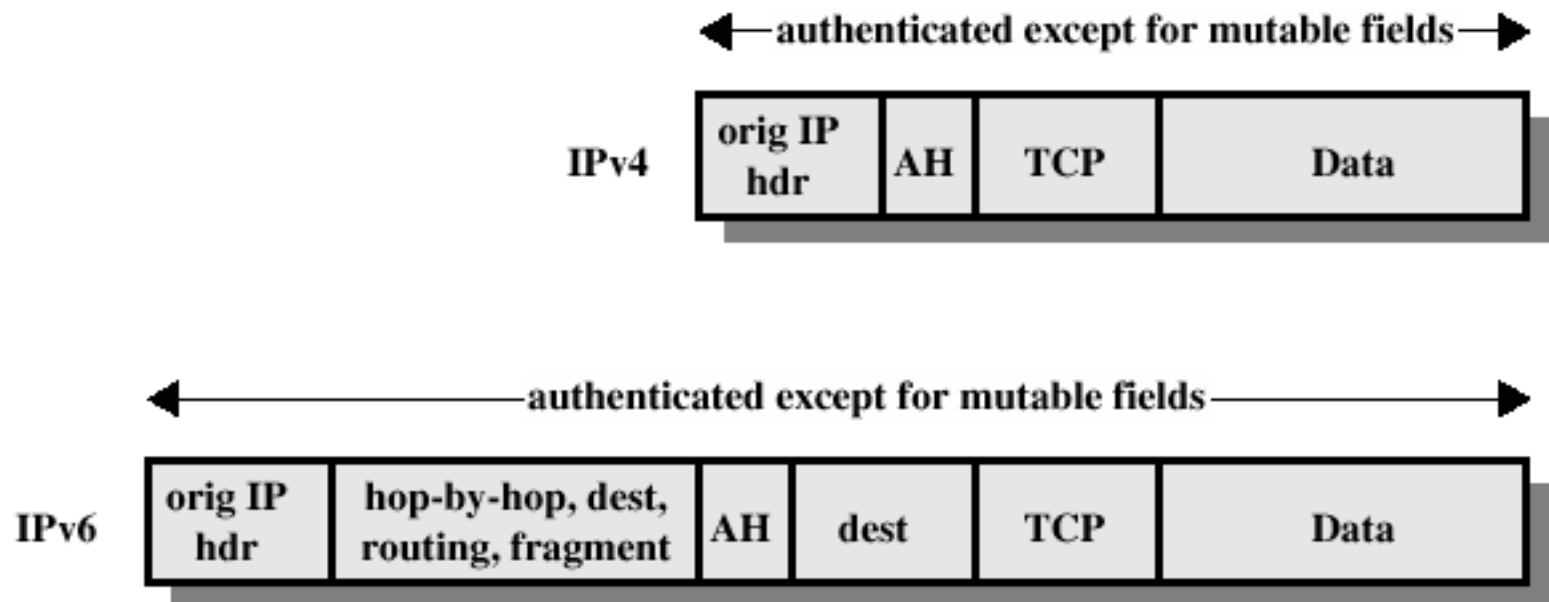 authenticated except for mutable fields
IPv4
orig IP
hdr
AH
TCP
Data
authenticated except for mutable fields
IPv6
orig IP
hdr
hop-by-hop, dest,
routing, fragment
AH
dest
TCP
Data